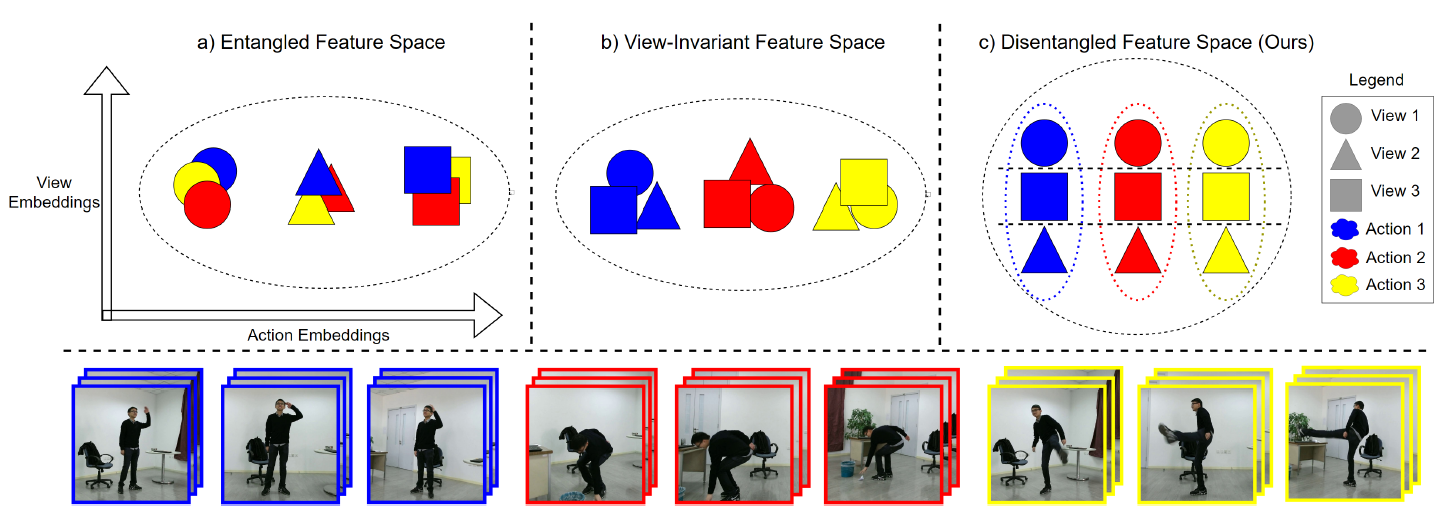 a) Entangled Feature Space
b) View-Invariant Feature Space
c) Disentangled Feature Space (Ours)
View
Embeddings
Action Embeddings
Legend
View 1
View 2
View 3
Action 1
Action 2
Action 3